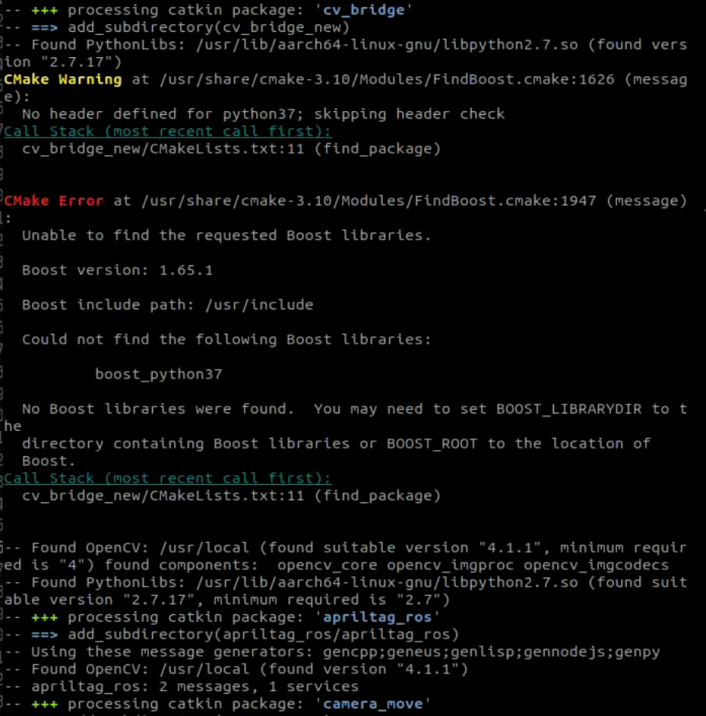 -- +++ processing catkin package: 'cv_bridge'
-- ==> add_subdirectory(cv_bridge_new)
-- Found PythonLibs: /usr/lib/aarch64-linux-gnu/libpython2.7.so (found vers
ion "2.7.17")
CMake Warning at /usr/share/cmake-3.10/Modules/FindBoost.cmake:1626 (messag
e):
  No header defined for python37; skipping header check
Call Stack (most recent call first):
  cv_bridge_new/CMakeLists.txt:11 (find_package)
CMake Error at /usr/share/cmake-3.10/Modules/FindBoost.cmake:1947 (message)
:
  Unable to find the requested Boost libraries.
  Boost version: 1.65.1
  Boost include path: /usr/include
  Could not find the following Boost libraries:
          boost_python37
  No Boost libraries were found.  You may need to set BOOST_LIBRARYDIR to t
he
  directory containing Boost libraries or BOOST_ROOT to the location of
  Boost.
Call Stack (most recent call first):
  cv_bridge_new/CMakeLists.txt:11 (find_package)
-- Found OpenCV: /usr/local (found suitable version "4.1.1", minimum requir
ed is "4") found components:  opencv_core opencv_imgproc opencv_imgcodecs
-- Found PythonLibs: /usr/lib/aarch64-linux-gnu/libpython2.7.so (found suit
able version "2.7.17", minimum required is "2.7")
-- +++ processing catkin package: 'apriltag_ros'
-- ==> add_subdirectory(apriltag_ros/apriltag_ros)
-- Using these message generators: gencpp;geneus;genlisp;gennodejs;genpy
-- Found OpenCV: /usr/local (found version "4.1.1")
-- apriltag_ros: 2 messages, 1 services
-- +++ processing catkin package: 'camera_move'